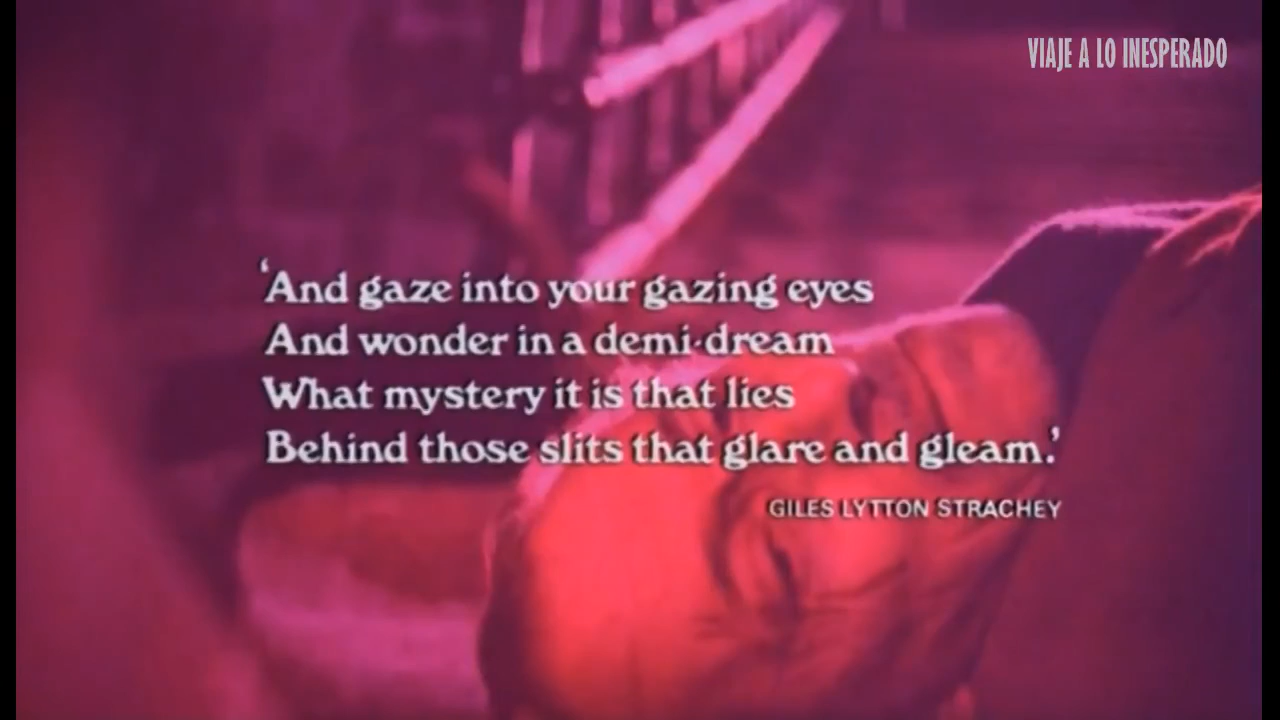 VIAJE A LO INESPERADO
‘And gaze into your gazing eyes
And wonder in a demi-dream
What mystery it is that lies
Behind those slits that glare and gleam.’
GILES LYTTON STRACHEY